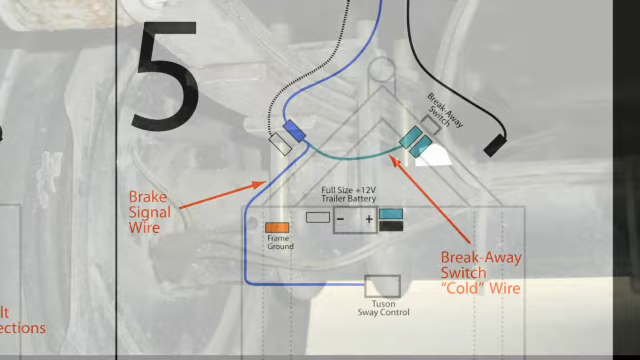 5
Break-Away
Switch
Full Size +12V
Trailer Battery
− +
Brake
Signal
Wire
Frame
Ground
Break-Away
Switch
"Cold" Wire
Tuson
Sway Control
lt
ections